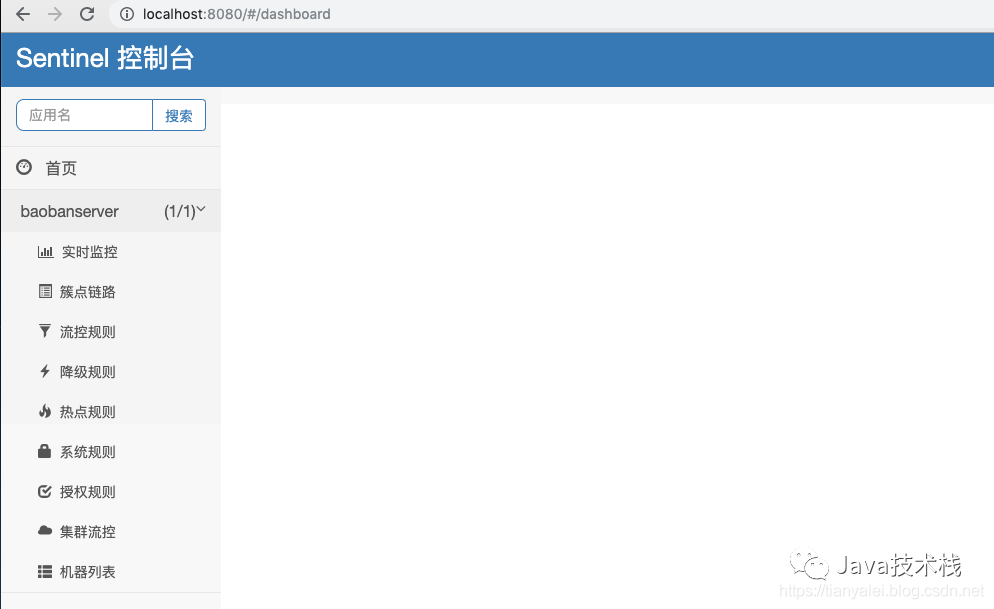 localhost:8080/#/dashboard
Sentinel 控制台
应用名 搜索
首页
baobanserver (1/1)
实时监控
簇点链路
流控规则
降级规则
热点规则
系统规则
授权规则
集群流控
机器列表
Java技术栈
https://tianyalei.blog.csdn.net